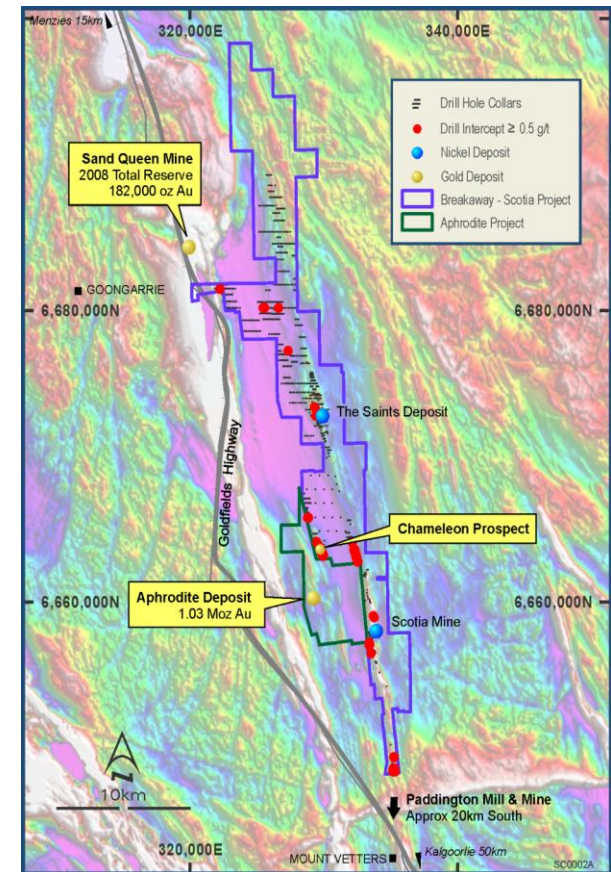 Menzies 15km
320,000E
340,000E
Drill Hole Collars
Drill Intercept ≥ 0.5 g/t
Nickel Deposit
Gold Deposit
Breakaway - Scotia Project
Aphrodite Project
Sand Queen Mine
2008 Total Reserve
182,000 oz Au
GOONGARRIE
6,680,000N
6,680,000N
The Saints Deposit
Goldfields Highway
Chameleon Prospect
Aphrodite Deposit
1.03 Moz Au
6,660,000N
6,660,000N
Scotia Mine
10km
Paddington Mill & Mine
Approx 20km South
320,000E
MOUNT VETTERS
Kalgoorlie 50km
SC0002A